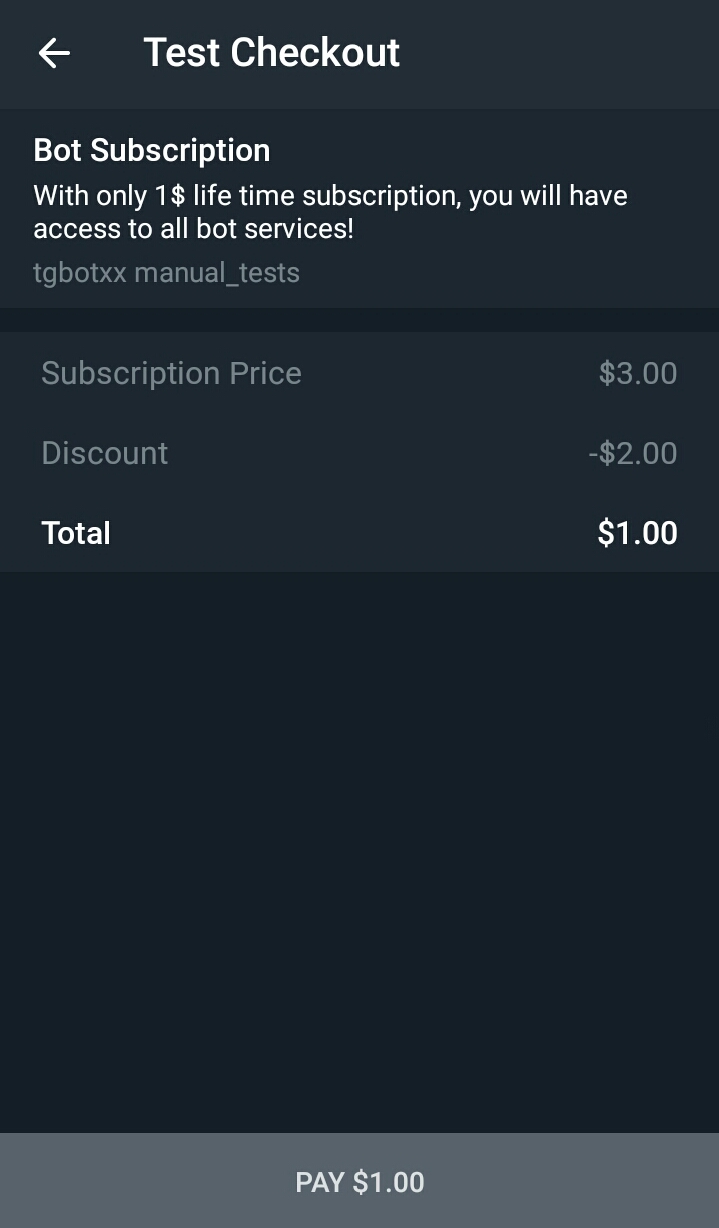 Test Checkout
Bot Subscription
With only 1$ life time subscription, you will have
access to all bot services!
tgbotxx manual_tests
Subscription Price $3.00
Discount -$2.00
Total $1.00
PAY $1.00